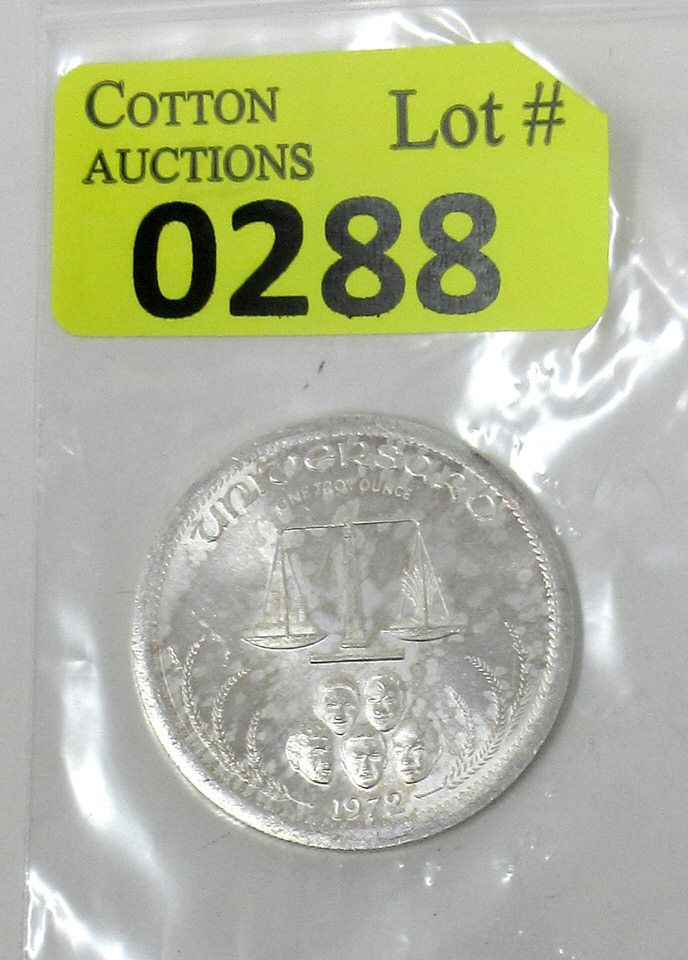 COTTON
AUCTIONS
Lot #
0288
universaro
ONE TROY OUNCE
1972